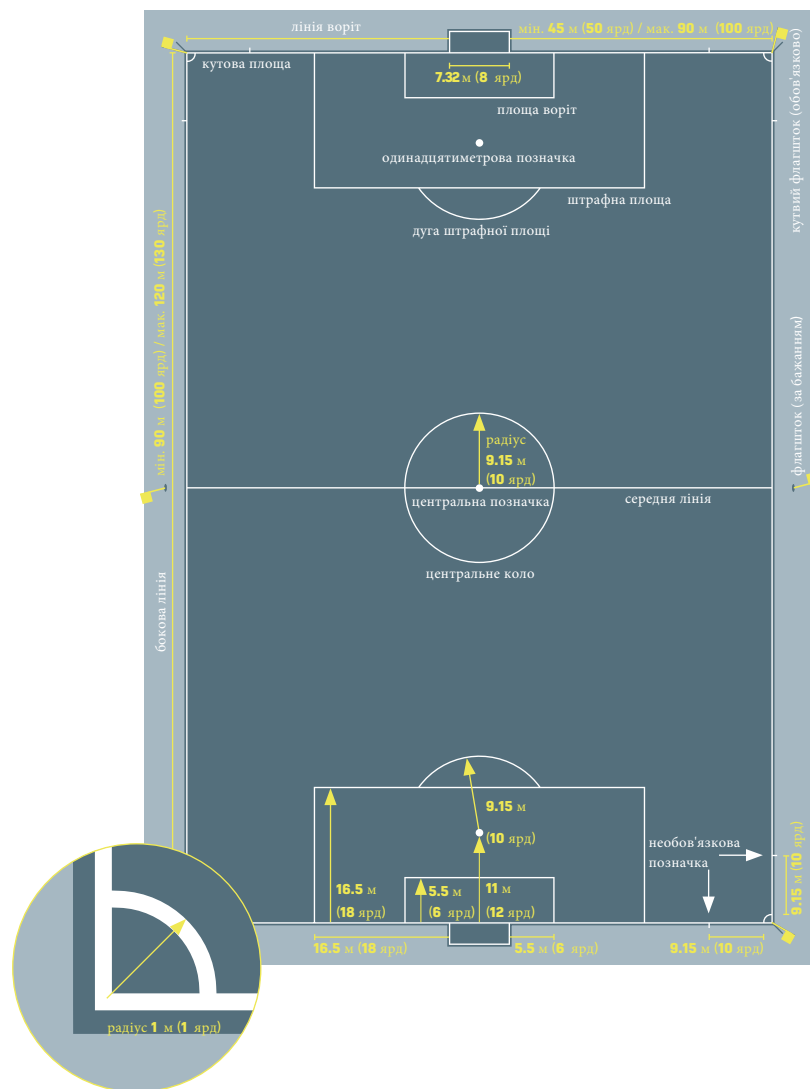 лінія воріт
мін. 45 м (50 ярд) / мак. 90 м (100 ярд)
кутова площа
7.32 м (8 ярд)
площа воріт
одинадцятиметрова позначка
штрафна площа
дуга штрафної площі
кутвий флагшток (обов'язково)
мін. 90 м (100 ярд) / мак. 120 м (130 ярд)
флагшток (за бажанням)
радіус
9.15 м
(10 ярд)
центральна позначка
середня лінія
центральне коло
бокова лінія
9.15 м
(10 ярд)
необов'язкова
позначка
9.15 м (10 ярд)
16.5 м
(18 ярд)
5.5 м
(6 ярд)
11 м
(12 ярд)
16.5 м (18 ярд)
5.5 м (6 ярд)
9.15 м (10 ярд)
радіус 1 м (1 ярд)